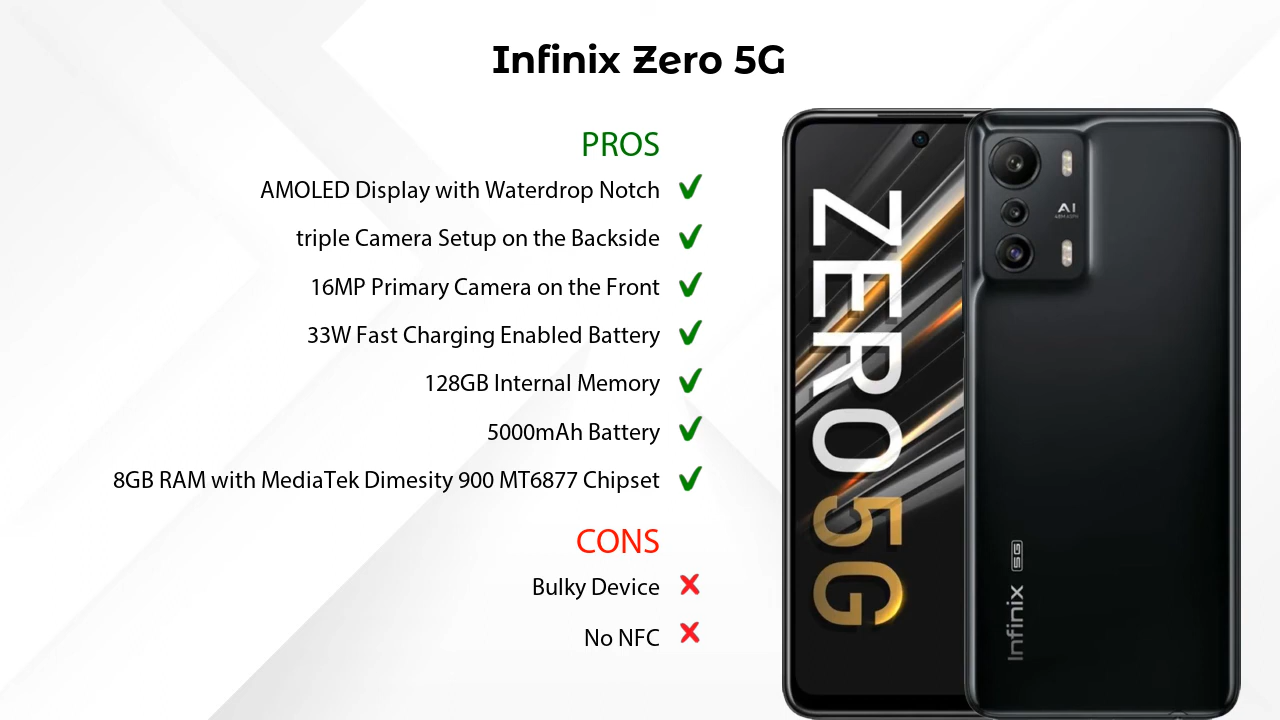 Infinix Zero 5G
PROS
AMOLED Display with Waterdrop Notch
triple Camera Setup on the Backside
16MP Primary Camera on the Front
33W Fast Charging Enabled Battery
128GB Internal Memory
5000mAh Battery
8GB RAM with MediaTek Dimesity 900 MT6877 Chipset
CONS
Bulky Device
No NFC
ZERO 5G
AI
Infinix 5G